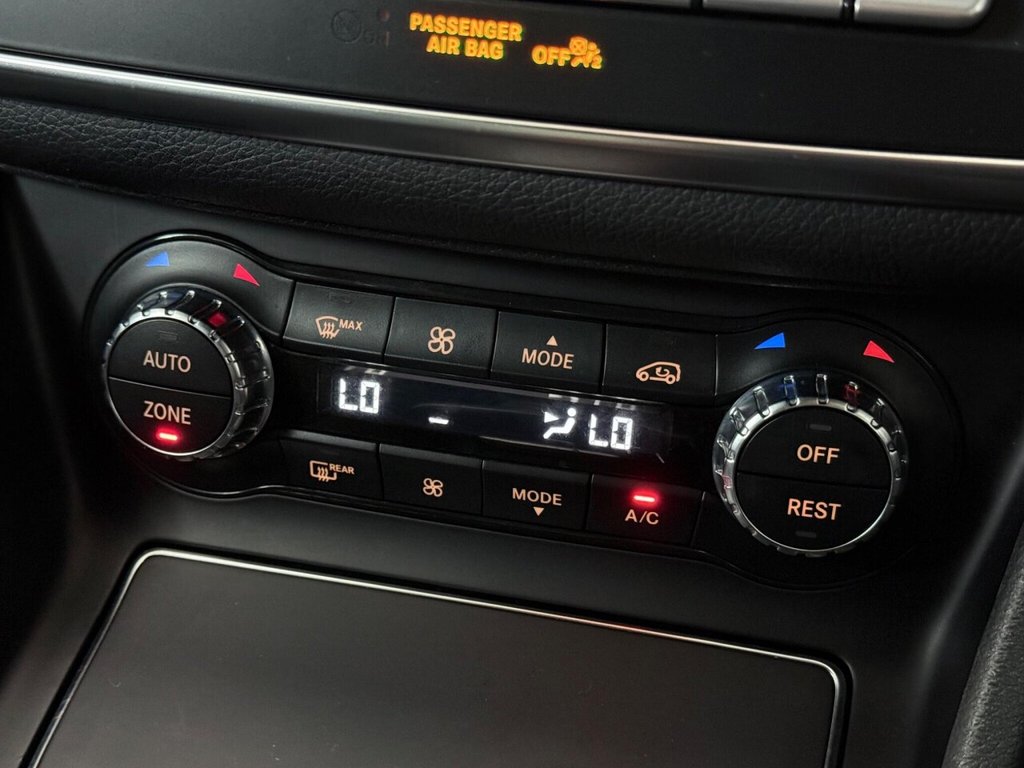 PASSENGER
AIR BAG OFF
MAX
MODE
AUTO
ZONE
LO
LO
OFF
REST
REAR
MODE
A/C